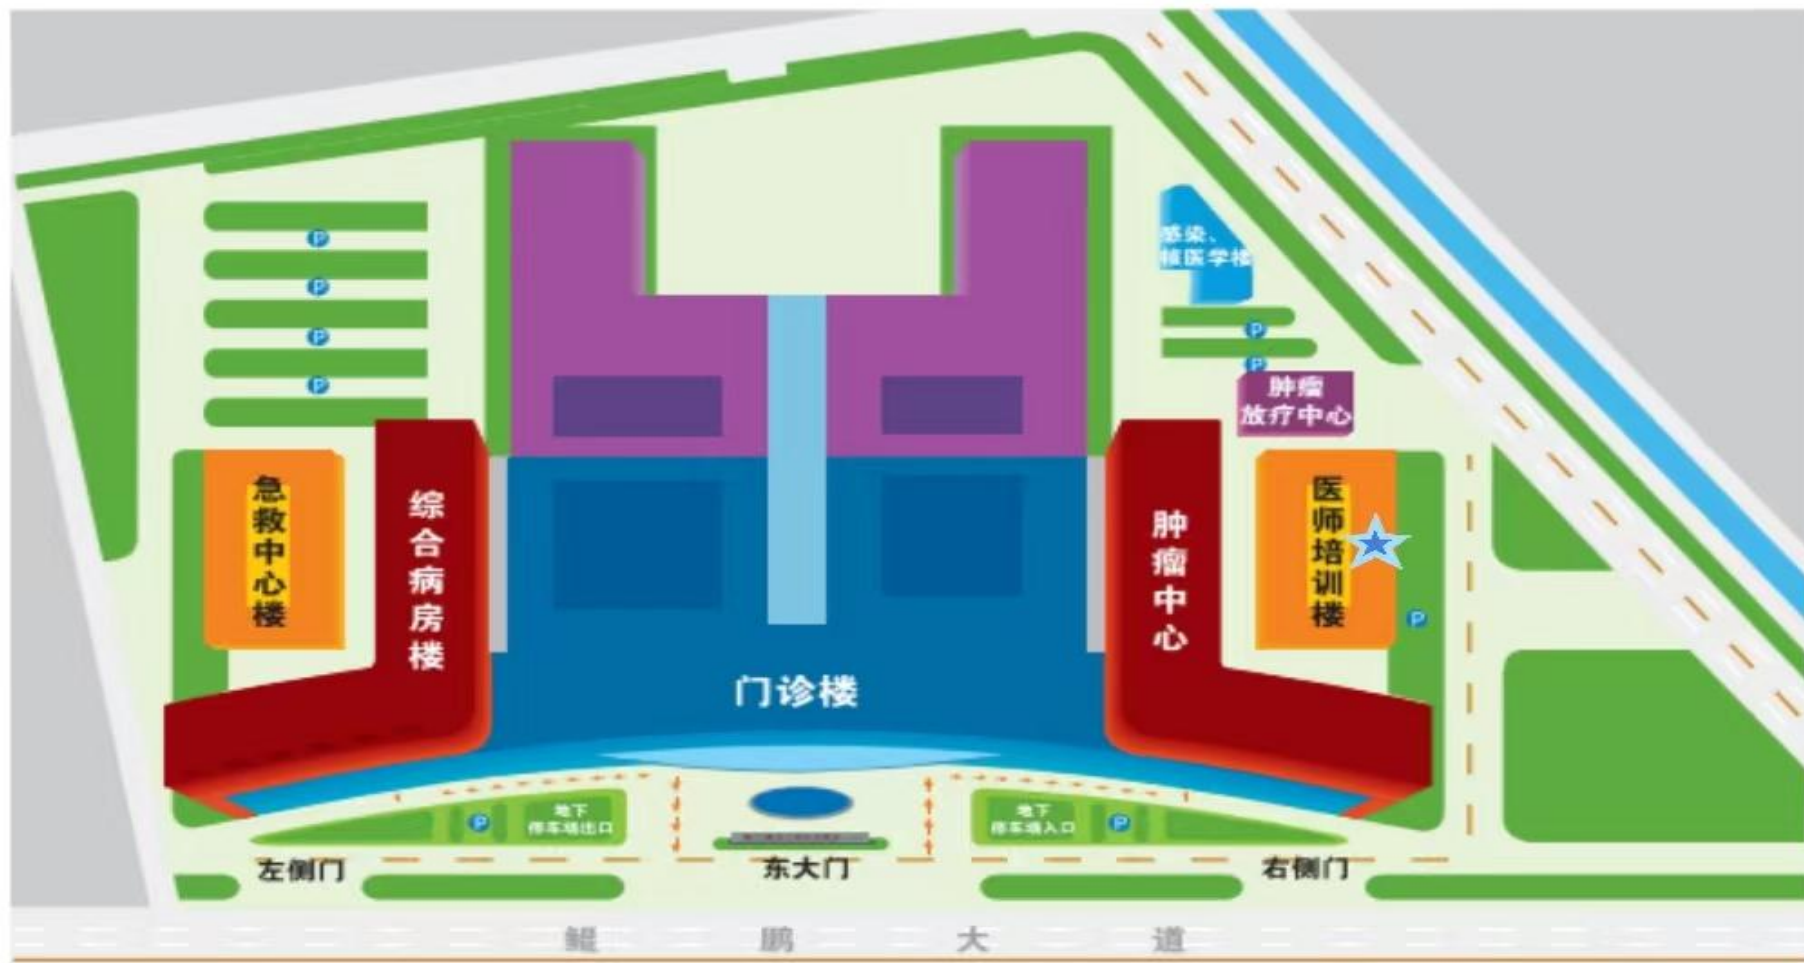 感染、
核医学楼
P
P
P
P
P
P
肿瘤
放疗中心
急救中心楼
综合病房楼
肿瘤中心
医师培训楼
P
门诊楼
P
地下
停车场出口
地下
停车场入口
P
左侧门
东大门
右侧门
鲲鹏大道